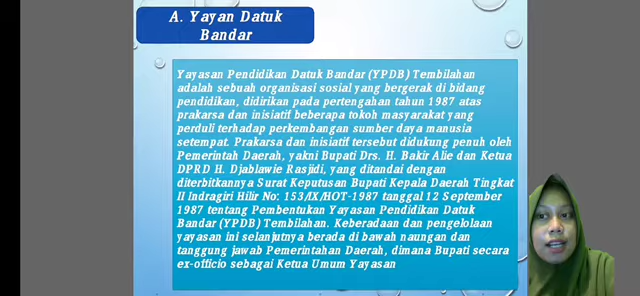 A. Yayan Datuk
Bandar
Yayasan Pendidikan Datuk Bandar (YPDB) Tembilahan
adalah sebuah organisasi sosial yang bergerak di bidang
pendidikan, didirikan pada pertengahan tahun 1987 atas
prakarsa dan inisiatif beberapa tokoh masyarakat yang
perduli terhadap perkembangan sumber daya manusia
setempat. Prakarsa dan inisiatif tersebut didukung penuh oleh
Pemerintah Daerah, yakni Bupati Drs. H. Bakir Alie dan Ketua
DPRD H. Djablawie Rasjidi, yang ditandai dengan
diterbitkannya Surat Keputusan Bupati Kepala Daerah Tingkat
II Indragiri Hilir No: 153/IX/HOT-1987 tanggal 12 September
1987 tentang Pembentukan Yayasan Pendidikan Datuk
Bandar (YPDB) Tembilahan. Keberadaan dan pengelolaan
yayasan ini selanjutnya berada di bawah naungan dan
tanggung jawab Pemerintahan Daerah, dimana Bupati secara
ex-officio sebagai Ketua Umum Yayasan